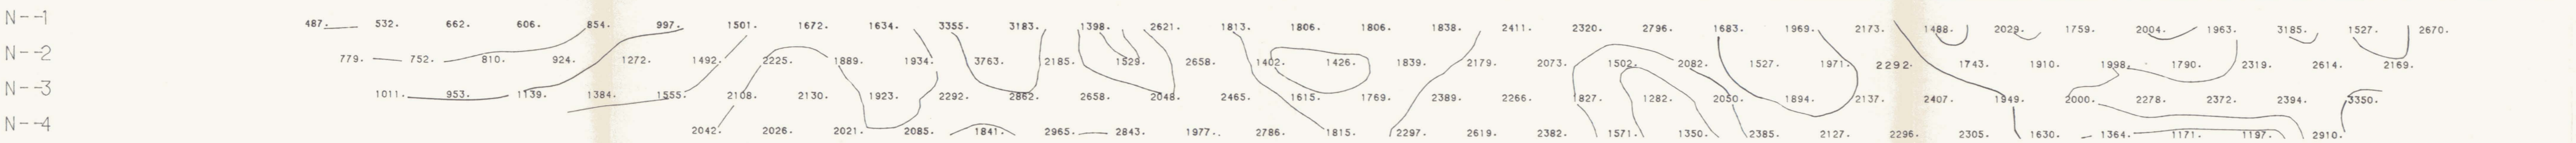 N--1 487. 532. 662. 606. 854. 997. 1501. 1672. 1634. 3355. 3183. 1398. 2621. 1813. 1806. 1806. 1838. 2411. 2320. 2796. 1683. 1969. 2173. 1488. 2029. 1759. 2004. 1963. 3185. 1527. 2670.
N--2 779. 752. 810. 924. 1272. 1492. 2225. 1889. 1934. 3763. 2185. 1529. 2658. 1402. 1426. 1839. 2179. 2073. 1502. 2082. 1527. 1971. 2292. 1743. 1910. 1998. 1790. 2319. 2614. 2169.
N--3 1011. 953. 1139. 1384. 1555. 2108. 2130. 1923. 2292. 2862. 2658. 2048. 2465. 1615. 1769. 2389. 2266. 1827. 1282. 2050. 1894. 2137. 2407. 1949. 2000. 2278. 2372. 2394. 3350.
N--4 2042. 2026. 2021. 2085. 1841. 2965. 2843. 1977. 2786. 1815. 2297. 2619. 2382. 1571. 1350. 2385. 2127. 2296. 2305. 1630. 1364. 1171. 1197. 2910.